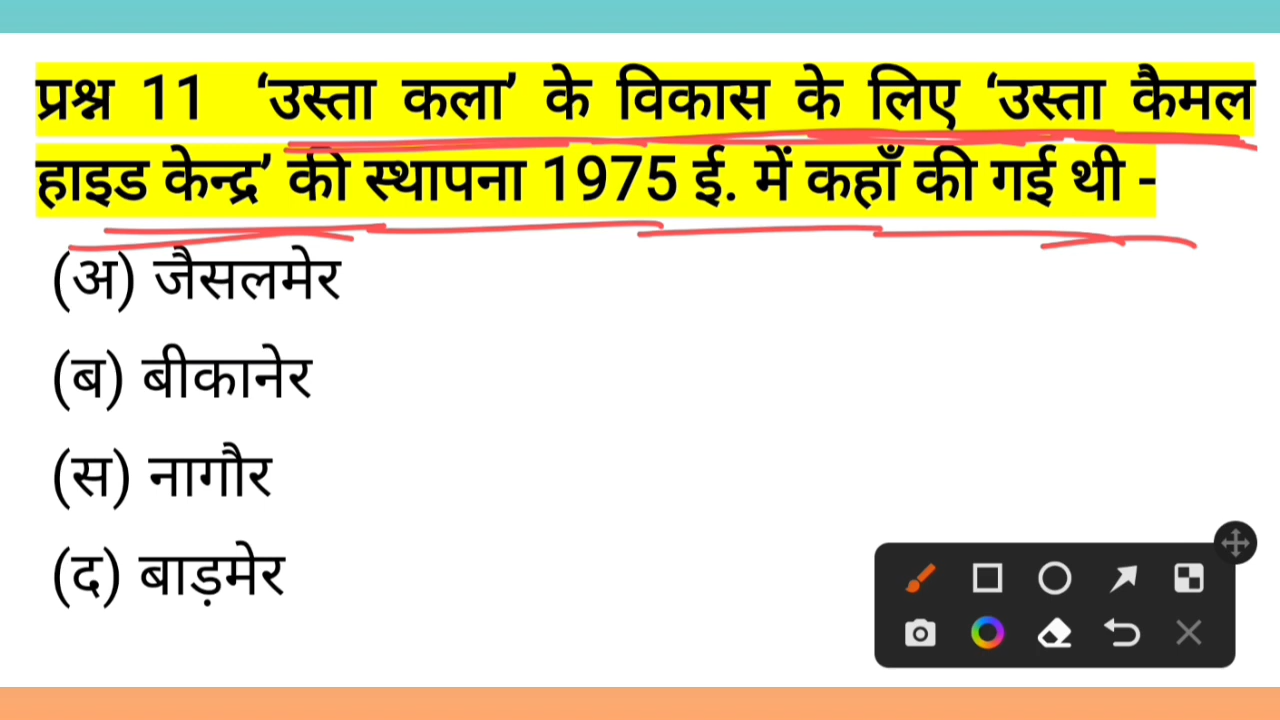 प्रश्न 11 ‘उस्ता कला’ के विकास के लिए ‘उस्ता कैमल
हाइड केन्द्र’ की स्थापना 1975 ई. में कहाँ की गई थी -
(अ) जैसलमेर
(ब) बीकानेर
(स) नागौर
(द) बाड़मेर